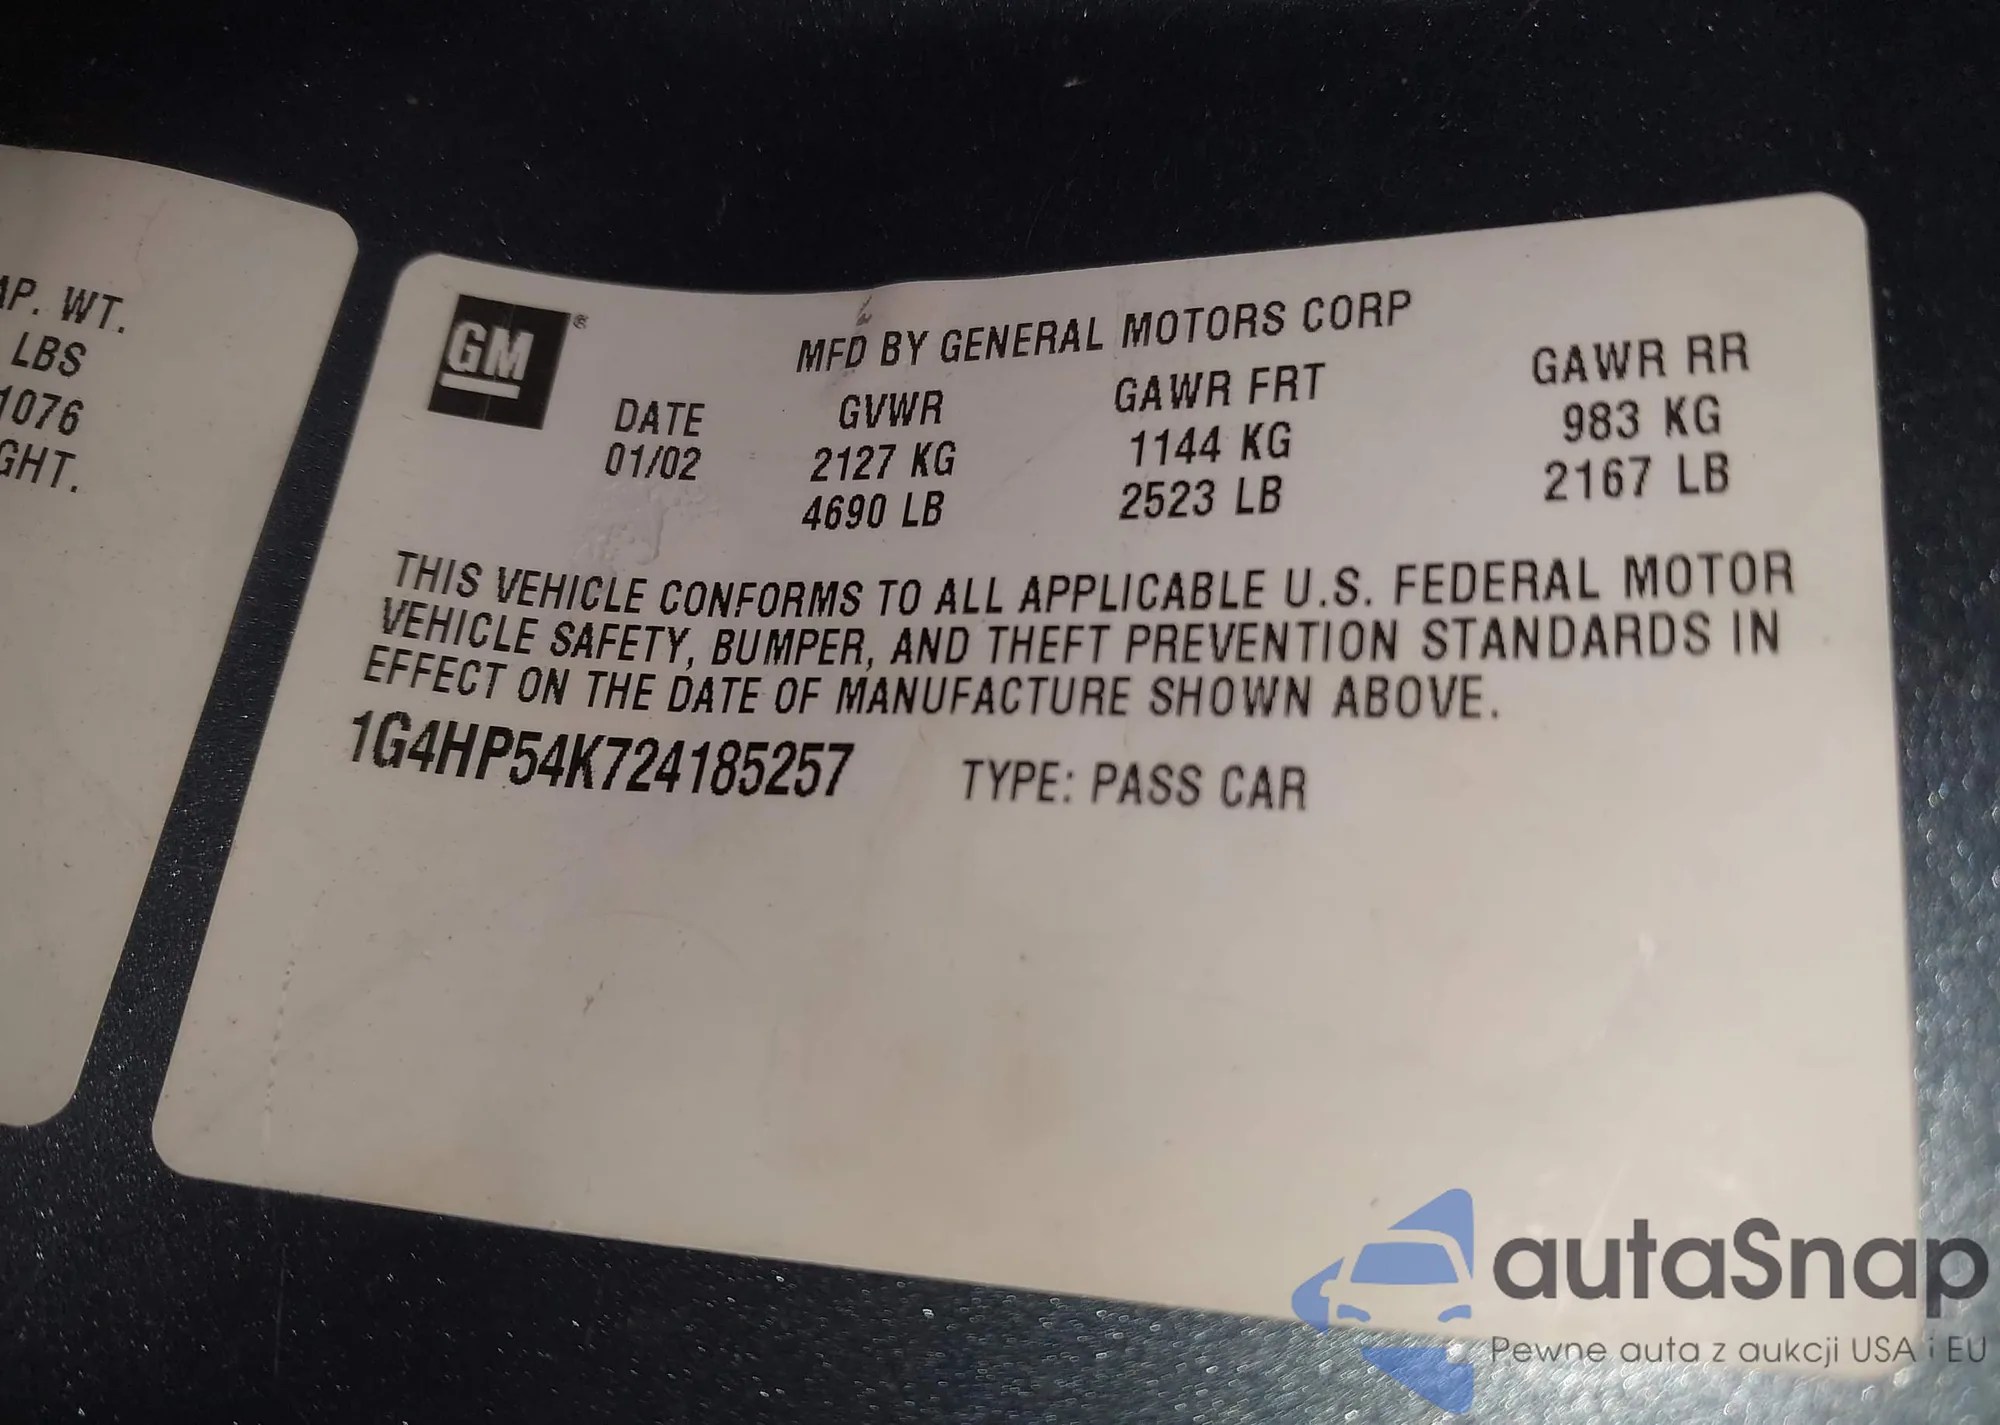 AP. WT.
LBS
1076
GHT.
GM®
MFD BY GENERAL MOTORS CORP
DATE GVWR GAWR FRT GAWR RR
01/02 2127 KG 1144 KG 983 KG
4690 LB 2523 LB 2167 LB
THIS VEHICLE CONFORMS TO ALL APPLICABLE U.S. FEDERAL MOTOR
VEHICLE SAFETY, BUMPER, AND THEFT PREVENTION STANDARDS IN
EFFECT ON THE DATE OF MANUFACTURE SHOWN ABOVE.
1G4HP54K724185257 TYPE: PASS CAR
autaSnap
Pewne auta z aukcji USA i EU